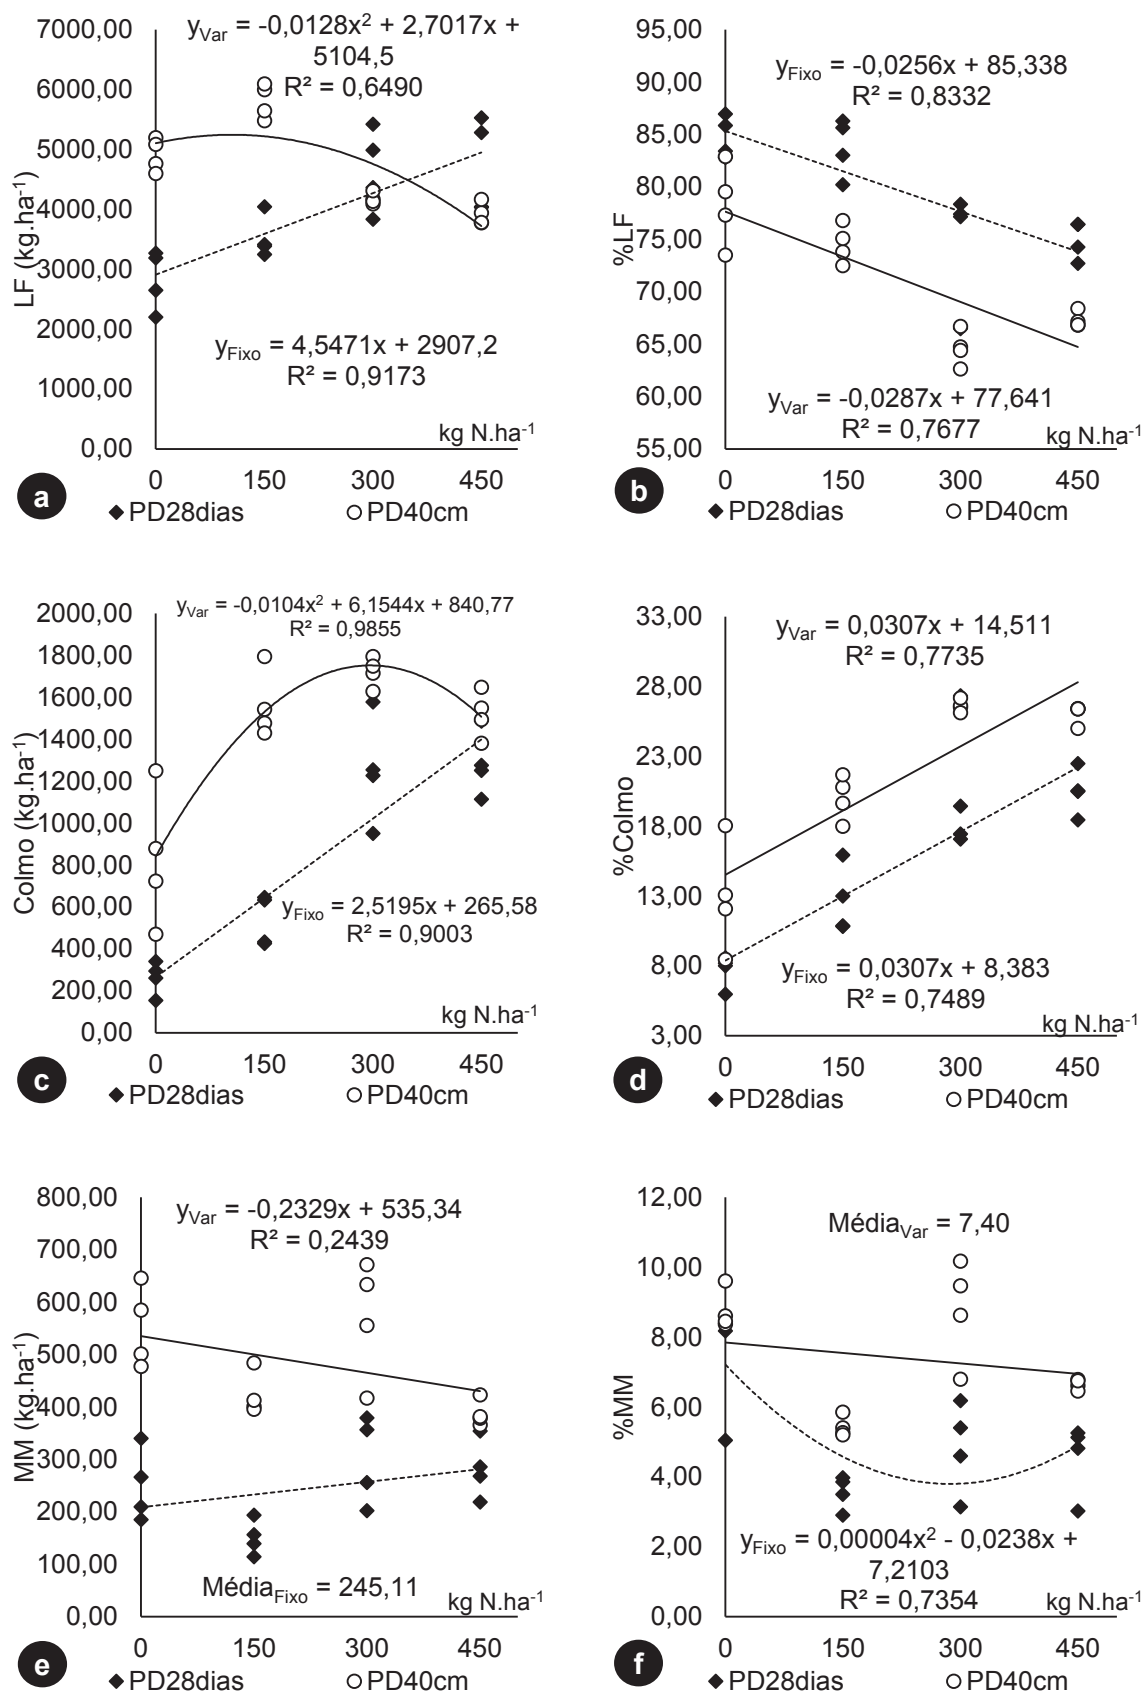 7000,00
6000,00
5000,00
4000,00
3000,00
2000,00
1000,00
0,00
LF (kg.ha⁻¹)
y_Var = -0,0128x² + 2,7017x +
5104,5
R² = 0,6490
y_Fixo = 4,5471x + 2907,2
R² = 0,9173
kg N.ha⁻¹
0 150 300 450
a
◆PD28dias ○PD40cm
95,00
90,00
85,00
80,00
75,00
70,00
65,00
60,00
55,00
%LF
y_Fixo = -0,0256x + 85,338
R² = 0,8332
y_Var = -0,0287x + 77,641
R² = 0,7677
kg N.ha⁻¹
0 150 300 450
b
◆PD28dias ○PD40cm
2000,00
1800,00
1600,00
1400,00
1200,00
1000,00
800,00
600,00
400,00
200,00
0,00
Colmo (kg.ha⁻¹)
y_Var = -0,0104x² + 6,1544x + 840,77
R² = 0,9855
y_Fixo = 2,5195x + 265,58
R² = 0,9003
kg N.ha⁻¹
0 150 300 450
c
◆PD28dias ○PD40cm
33,00
28,00
23,00
18,00
13,00
8,00
3,00
%Colmo
y_Var = 0,0307x + 14,511
R² = 0,7735
y_Fixo = 0,0307x + 8,383
R² = 0,7489
kg N.ha⁻¹
0 150 300 450
d
◆PD28dias ○PD40cm
800,00
700,00
600,00
500,00
400,00
300,00
200,00
100,00
0,00
MM (kg.ha⁻¹)
y_Var = -0,2329x + 535,34
R² = 0,2439
Média_Fixo = 245,11
kg N.ha⁻¹
0 150 300 450
e
◆PD28dias ○PD40cm
12,00
10,00
8,00
6,00
4,00
2,00
0,00
%MM
Média_Var = 7,40
y_Fixo = 0,00004x² - 0,0238x +
7,2103
R² = 0,7354
kg N.ha⁻¹
0 150 300 450
f
◆PD28dias ○PD40cm